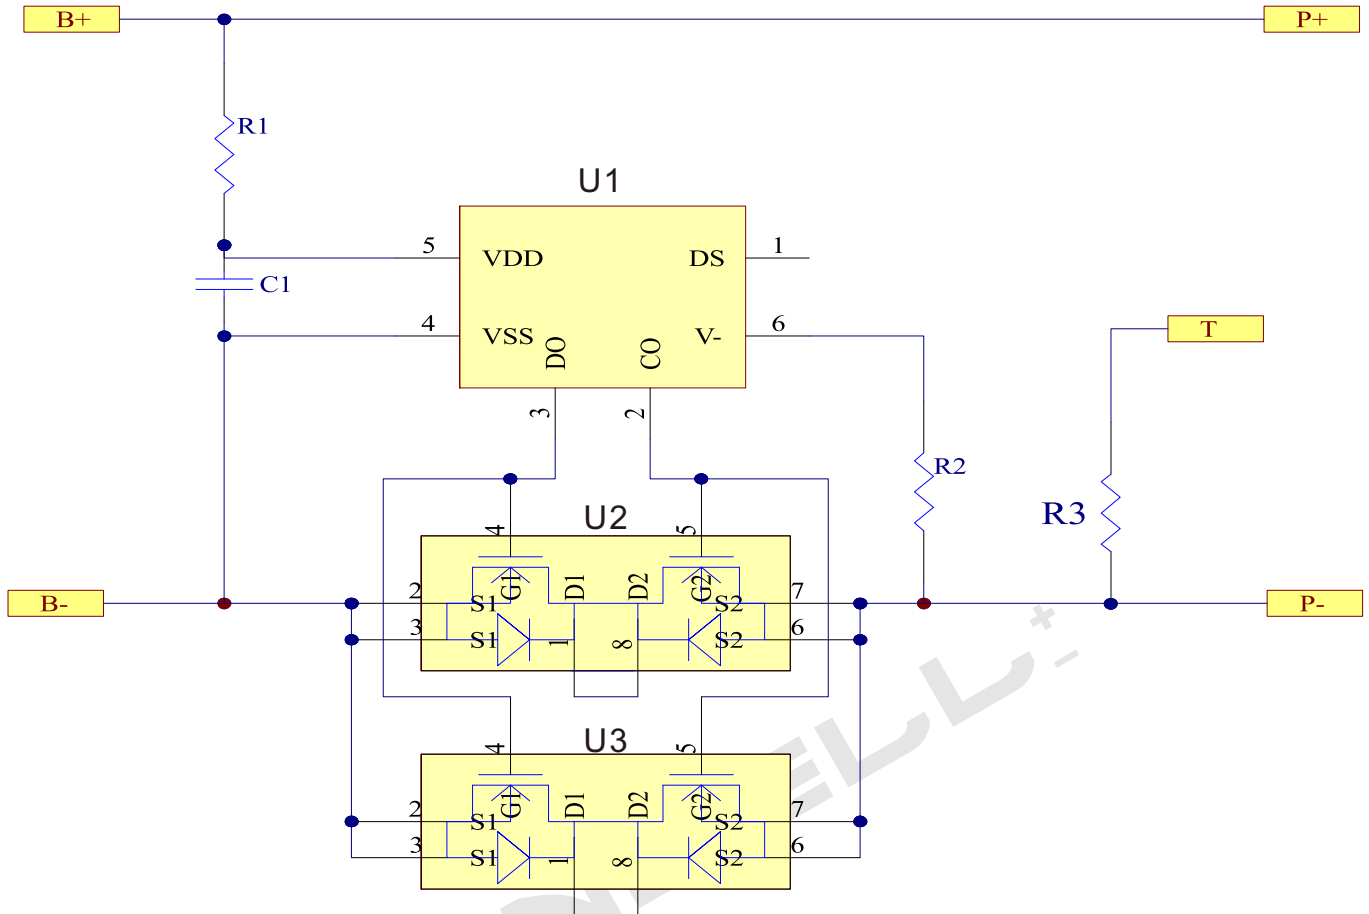 B+ P+
R1
U1
5 VDD DS 1
C1
4 VSS V- 6
DO CO
T
3 2
R2
R3
U2
4 5
G1 D1 D2 G2
B- 2 S1 S2 7 P-
3 S1 1 8 S2 6
U3
4 5
G1 D1 D2 G2
2 S1 S2 7
3 S1 1 8 S2 6